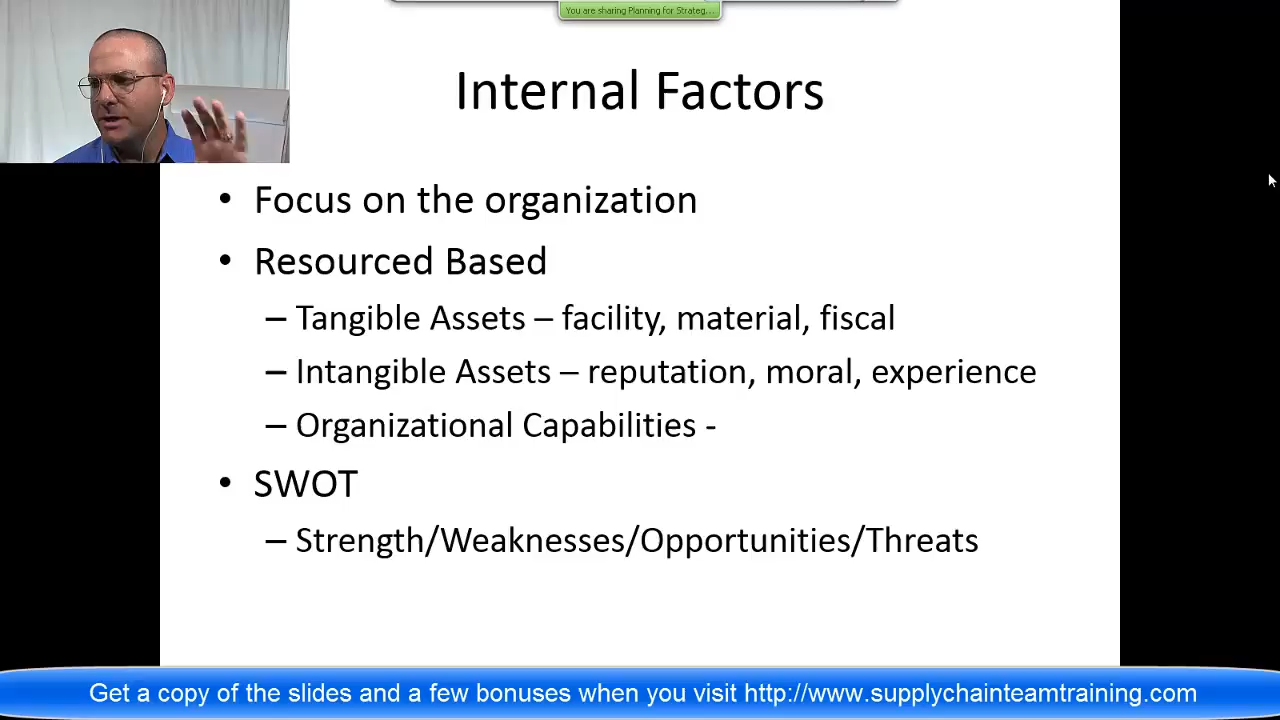 You are sharing Planning for Strateg...
Internal Factors
• Focus on the organization
• Resourced Based
– Tangible Assets – facility, material, fiscal
– Intangible Assets – reputation, moral, experience
– Organizational Capabilities -
• SWOT
– Strength/Weaknesses/Opportunities/Threats
Get a copy of the slides and a few bonuses when you visit http://www.supplychainteamtraining.com